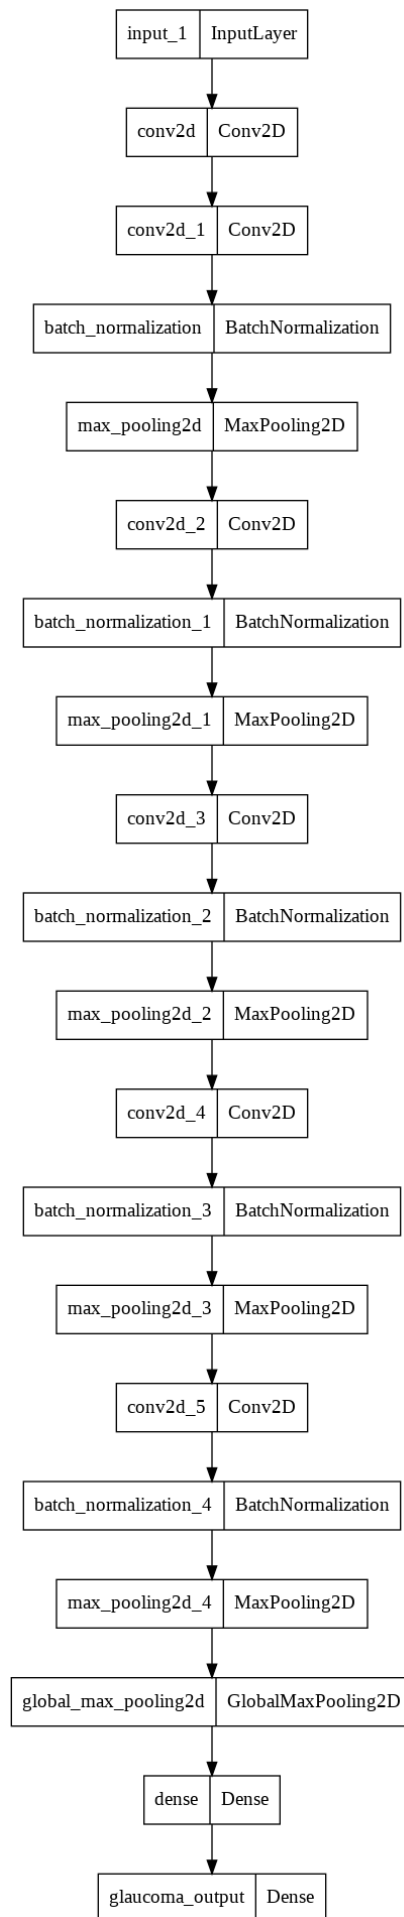 input_1 InputLayer
conv2d Conv2D
conv2d_1 Conv2D
batch_normalization BatchNormalization
max_pooling2d MaxPooling2D
conv2d_2 Conv2D
batch_normalization_1 BatchNormalization
max_pooling2d_1 MaxPooling2D
conv2d_3 Conv2D
batch_normalization_2 BatchNormalization
max_pooling2d_2 MaxPooling2D
conv2d_4 Conv2D
batch_normalization_3 BatchNormalization
max_pooling2d_3 MaxPooling2D
conv2d_5 Conv2D
batch_normalization_4 BatchNormalization
max_pooling2d_4 MaxPooling2D
global_max_pooling2d GlobalMaxPooling2D
dense Dense
glaucoma_output Dense